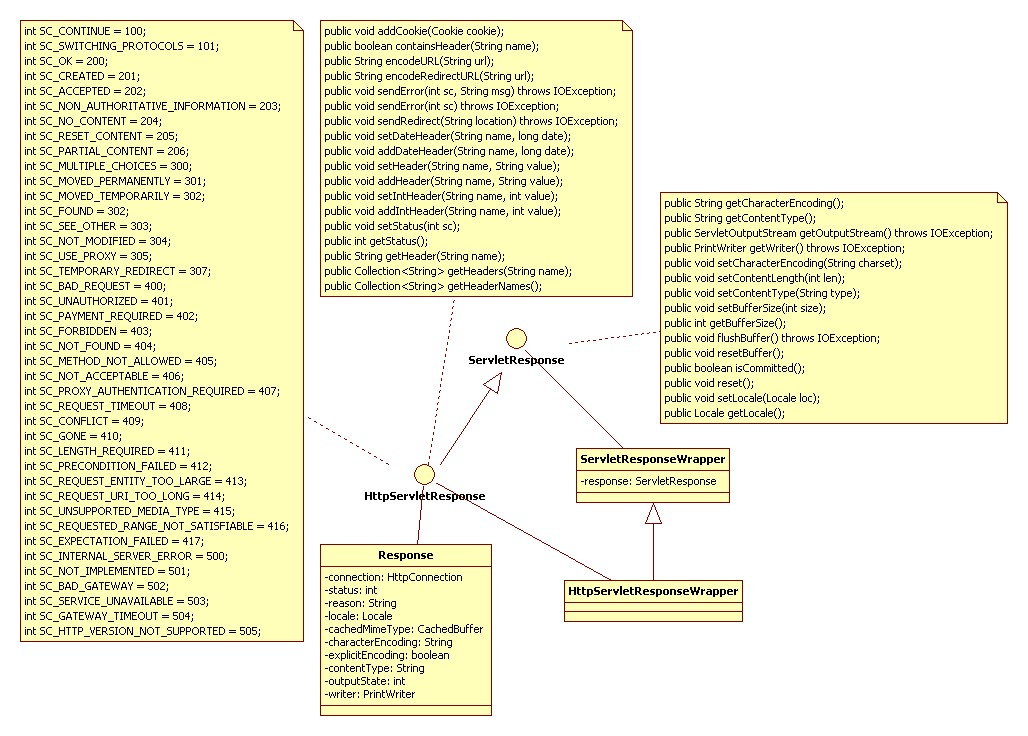 int SC_CONTINUE = 100;
int SC_SWITCHING_PROTOCOLS = 101;
int SC_OK = 200;
int SC_CREATED = 201;
int SC_ACCEPTED = 202;
int SC_NON_AUTHORITATIVE_INFORMATION = 203;
int SC_NO_CONTENT = 204;
int SC_RESET_CONTENT = 205;
int SC_PARTIAL_CONTENT = 206;
int SC_MULTIPLE_CHOICES = 300;
int SC_MOVED_PERMANENTLY = 301;
int SC_MOVED_TEMPORARILY = 302;
int SC_FOUND = 302;
int SC_SEE_OTHER = 303;
int SC_NOT_MODIFIED = 304;
int SC_USE_PROXY = 305;
int SC_TEMPORARY_REDIRECT = 307;
int SC_BAD_REQUEST = 400;
int SC_UNAUTHORIZED = 401;
int SC_PAYMENT_REQUIRED = 402;
int SC_FORBIDDEN = 403;
int SC_NOT_FOUND = 404;
int SC_METHOD_NOT_ALLOWED = 405;
int SC_NOT_ACCEPTABLE = 406;
int SC_PROXY_AUTHENTICATION_REQUIRED = 407;
int SC_REQUEST_TIMEOUT = 408;
int SC_CONFLICT = 409;
int SC_GONE = 410;
int SC_LENGTH_REQUIRED = 411;
int SC_PRECONDITION_FAILED = 412;
int SC_REQUEST_ENTITY_TOO_LARGE = 413;
int SC_REQUEST_URI_TOO_LONG = 414;
int SC_UNSUPPORTED_MEDIA_TYPE = 415;
int SC_REQUESTED_RANGE_NOT_SATISFIABLE = 416;
int SC_EXPECTATION_FAILED = 417;
int SC_INTERNAL_SERVER_ERROR = 500;
int SC_NOT_IMPLEMENTED = 501;
int SC_BAD_GATEWAY = 502;
int SC_SERVICE_UNAVAILABLE = 503;
int SC_GATEWAY_TIMEOUT = 504;
int SC_HTTP_VERSION_NOT_SUPPORTED = 505;
public void addCookie(Cookie cookie);
public boolean containsHeader(String name);
public String encodeURL(String url);
public String encodeRedirectURL(String url);
public void sendError(int sc, String msg) throws IOException;
public void sendError(int sc) throws IOException;
public void sendRedirect(String location) throws IOException;
public void setDateHeader(String name, long date);
public void addDateHeader(String name, long date);
public void setHeader(String name, String value);
public void addHeader(String name, String value);
public void setIntHeader(String name, int value);
public void addIntHeader(String name, int value);
public void setStatus(int sc);
public int getStatus();
public String getHeader(String name);
public Collection<String> getHeaders(String name);
public Collection<String> getHeaderNames();
public String getCharacterEncoding();
public String getContentType();
public ServletOutputStream getOutputStream() throws IOException;
public PrintWriter getWriter() throws IOException;
public void setCharacterEncoding(String charset);
public void setContentLength(int len);
public void setContentType(String type);
public void setBufferSize(int size);
public int getBufferSize();
public void flushBuffer() throws IOException;
public void resetBuffer();
public boolean isCommitted();
public void reset();
public void setLocale(Locale loc);
public Locale getLocale();
ServletResponse
ServletResponseWrapper
-response: ServletResponse
HttpServletResponse
Response
-connection: HttpConnection
-status: int
-reason: String
-locale: Locale
-cachedMimeType: CachedBuffer
-characterEncoding: String
-explicitEncoding: boolean
-contentType: String
-outputState: int
-writer: PrintWriter
HttpServletResponseWrapper